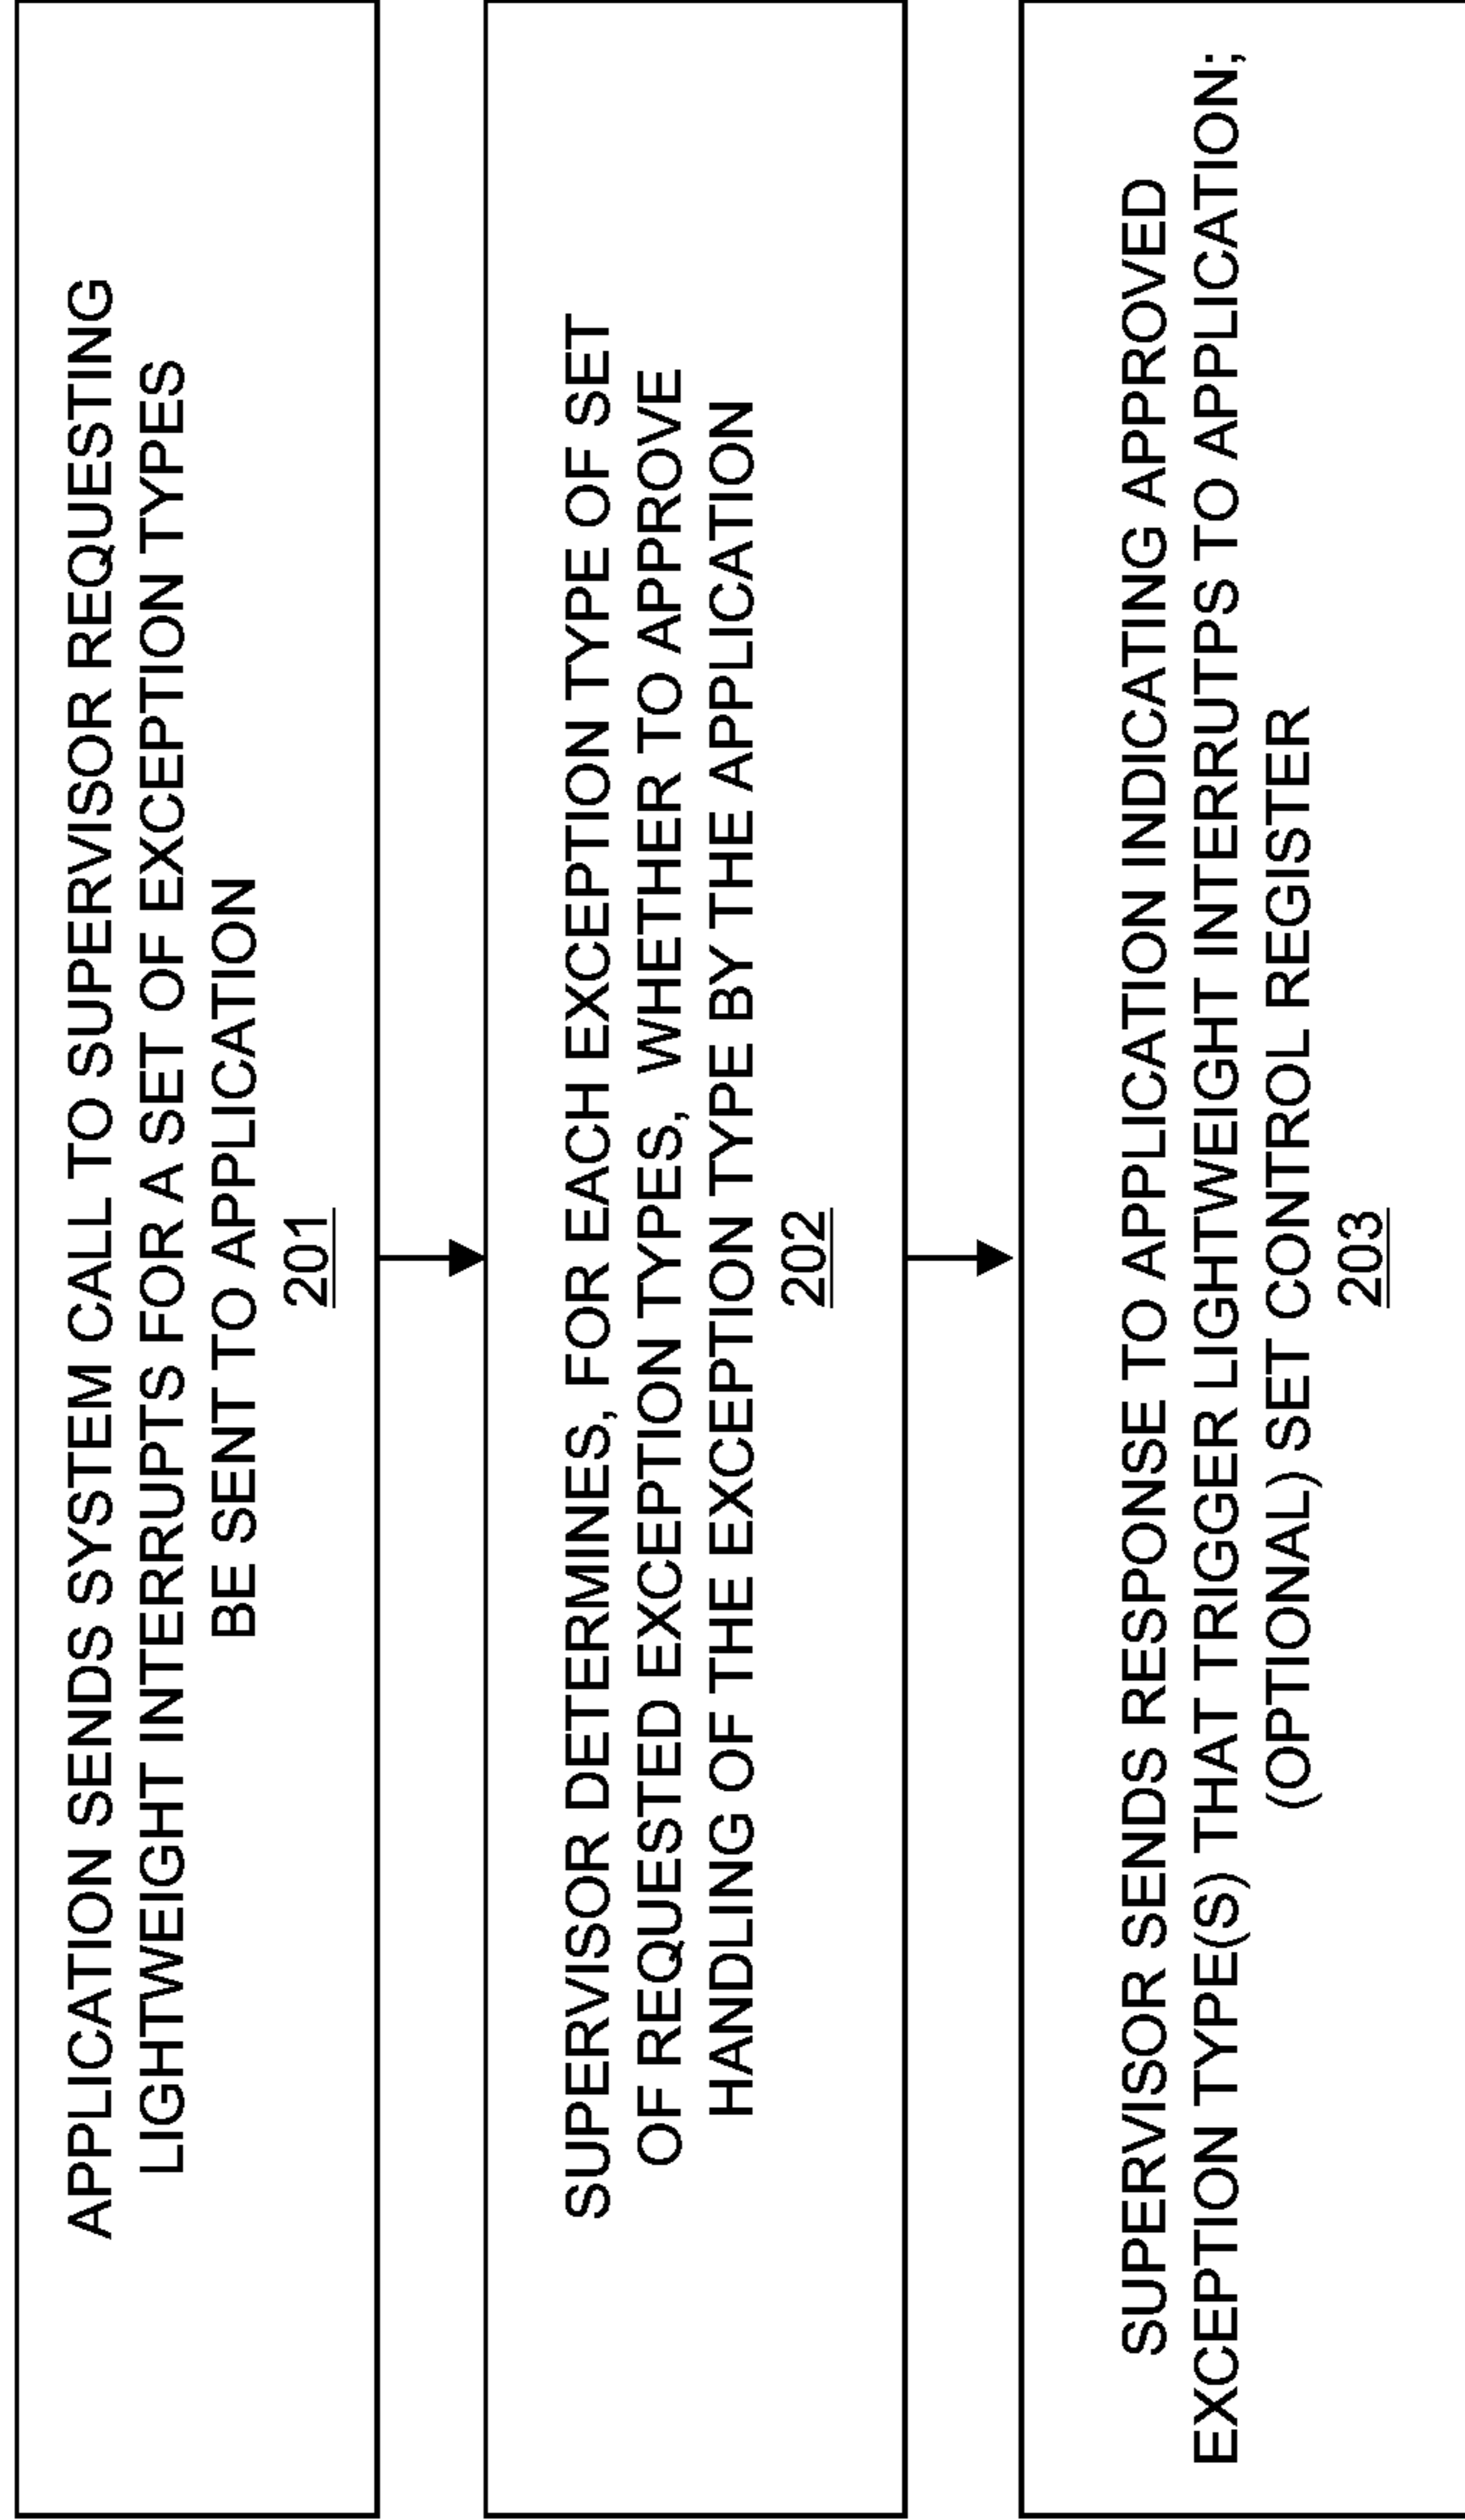 APPLICATION SENDS SYSTEM CALL TO SUPERVISOR REQUESTING
LIGHTWEIGHT INTERRUPTS FOR A SET OF EXCEPTION TYPES
BE SENT TO APPLICATION
201
SUPERVISOR DETERMINES, FOR EACH EXCEPTION TYPE OF SET
OF REQUESTED EXCEPTION TYPES, WHETHER TO APPROVE
HANDLING OF THE EXCEPTION TYPE BY THE APPLICATION
202
SUPERVISOR SENDS RESPONSE TO APPLICATION INDICATING APPROVED
EXCEPTION TYPE(S) THAT TRIGGER LIGHTWEIGHT INTERRUTPS TO APPLICATION;
(OPTIONAL) SET CONTROL REGISTER
203